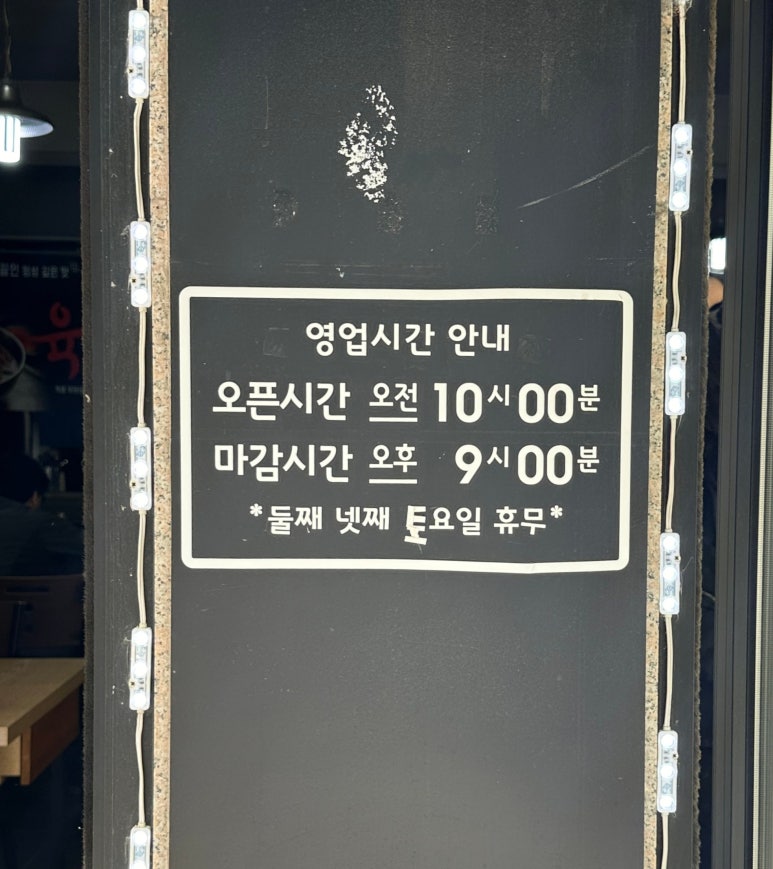 영업시간 안내
오픈시간 오전 10시00분
마감시간 오후 9시00분
*둘째 넷째 토요일 휴무*
육